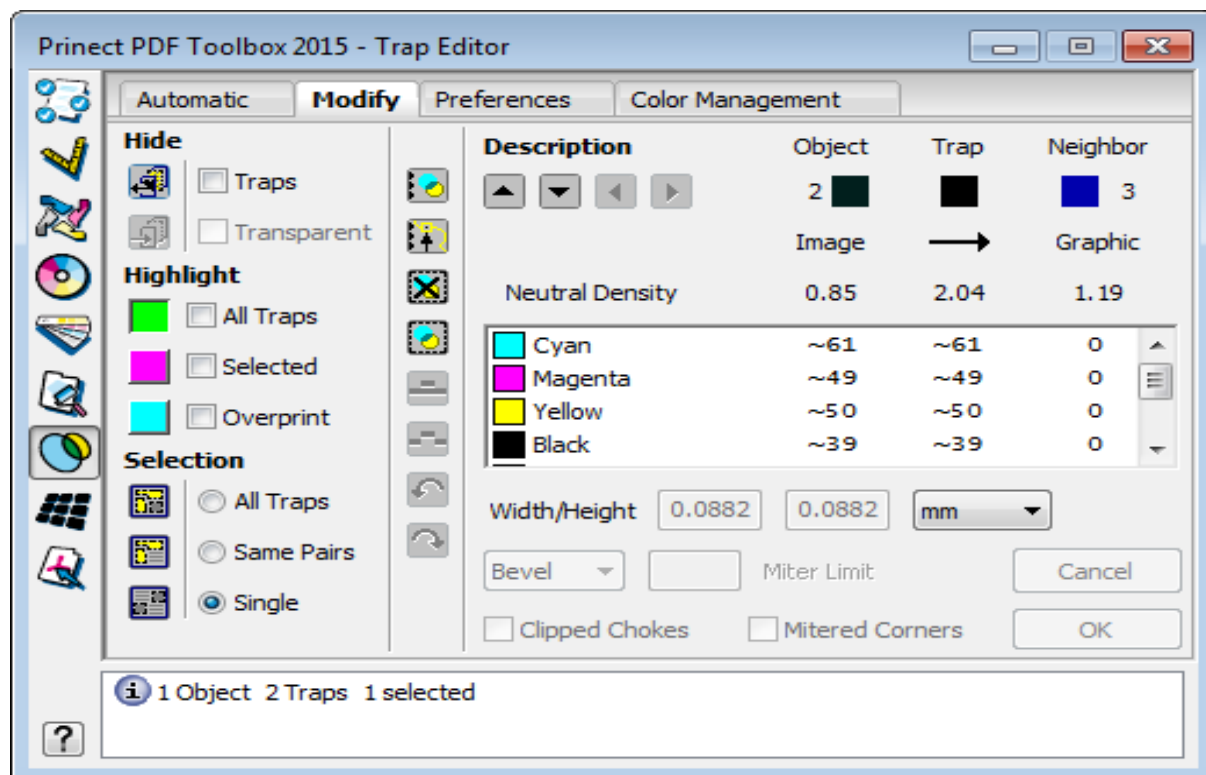 Prinect PDF Toolbox 2015 - Trap Editor
Automatic Modify Preferences Color Management
Hide
Traps
Transparent
Highlight
All Traps
Selected
Overprint
Selection
All Traps
Same Pairs
Single
Description Object Trap Neighbor
2 3
Image Graphic
Neutral Density 0.85 2.04 1.19
Cyan ~61 ~61 0
Magenta ~49 ~49 0
Yellow ~50 ~50 0
Black ~39 ~39 0
Width/Height 0.0882 0.0882 mm
Bevel Miter Limit Cancel
Clipped Chokes Mitered Corners OK
1 Object 2 Traps 1 selected
?